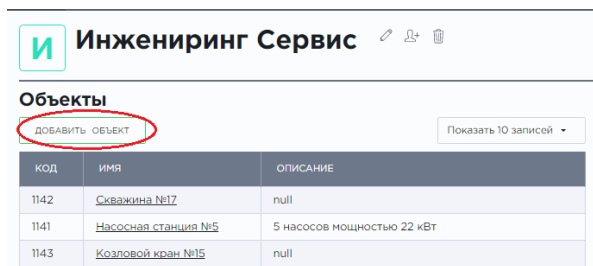 И Инжениринг Сервис
Объекты
ДОБАВИТЬ ОБЪЕКТ Показать 10 записей
КОД ИМЯ ОПИСАНИЕ
1142 Скважина №17 null
1141 Насосная станция №5 5 насосов мощностью 22 кВт
1143 Козловой кран №15 null